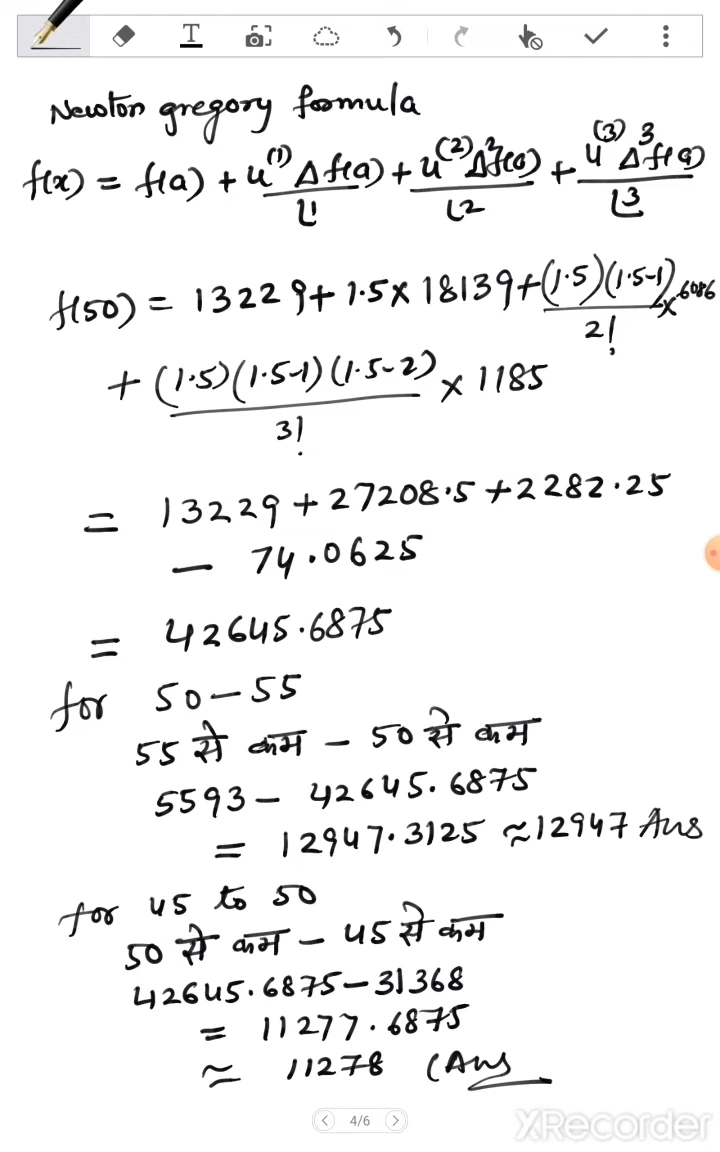 T
Newton gregory formula
f(x) = f(a) + u^(1) Δf(a)/⌊1 + u^(2) Δ²f(a)/⌊2 + u^(3) Δ³f(a)/⌊3
f(50) = 13229 + 1.5 × 18139 + (1.5)(1.5-1)/2! × 6086
+ (1.5)(1.5-1)(1.5-2)/3! × 1185
= 13229 + 27208.5 + 2282.25
- 74.0625
= 42645.6875
for 50-55
55 से कम - 50 से कम
5593 - 42645.6875
= 12947.3125 ≈ 12947 Ans
for 45 to 50
50 से कम - 45 से कम
42645.6875 - 31368
= 11277.6875
≈ 11278 (Ans
4/6
XRecorder